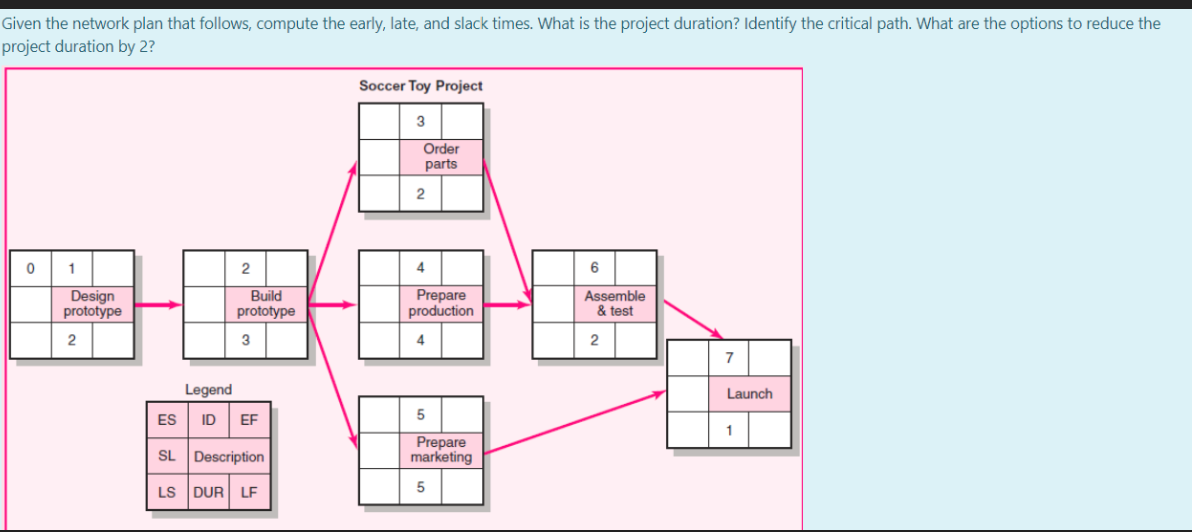 Given the network plan that follows, compute the early, late, and slack times. What is the project duration? Identify the critical path. What are the options to reduce the
project duration by 2?
Soccer Toy Project
3
Order
parts
2
0 1
Design
prototype
2
2
Build
prototype
3
4
Prepare
production
4
6
Assemble
& test
2
7
Launch
1
5
Prepare
marketing
5
Legend
ES ID EF
SL Description
LS DUR LF